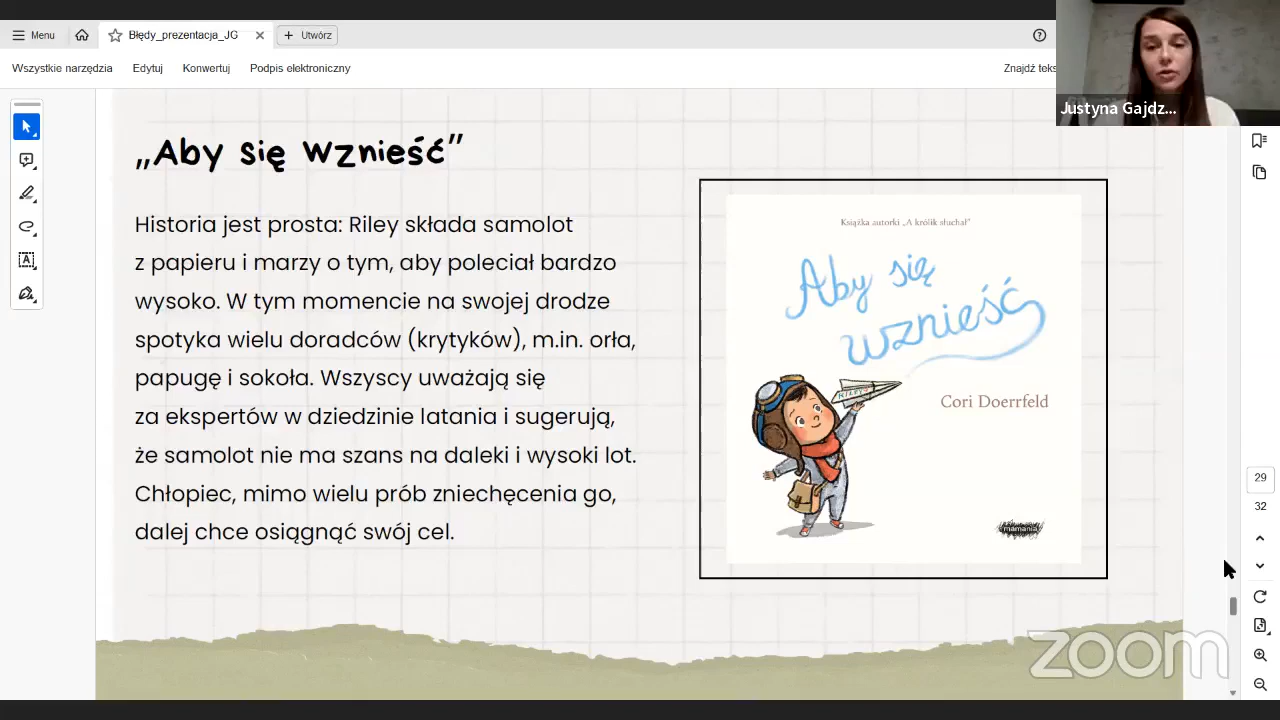 Menu
Błędy_prezentacja_JG
Utwórz
Wszystkie narzędzia
Edytuj
Konwertuj
Podpis elektroniczny
Znajdź teks
Justyna Gajdz...
„Aby się wznieść”
Historia jest prosta: Riley składa samolot
z papieru i marzy o tym, aby poleciał bardzo
wysoko. W tym momencie na swojej drodze
spotyka wielu doradców (krytyków), m.in. orła,
papugę i sokoła. Wszyscy uważają się
za ekspertów w dziedzinie latania i sugerują,
że samolot nie ma szans na daleki i wysoki lot.
Chłopiec, mimo wielu prób zniechęcenia go,
dalej chce osiągnąć swój cel.
Książka autorki „A królik słuchał”
Aby się
wznieść
RILEY
Cori Doerrfeld
mamania
29
32
zoom